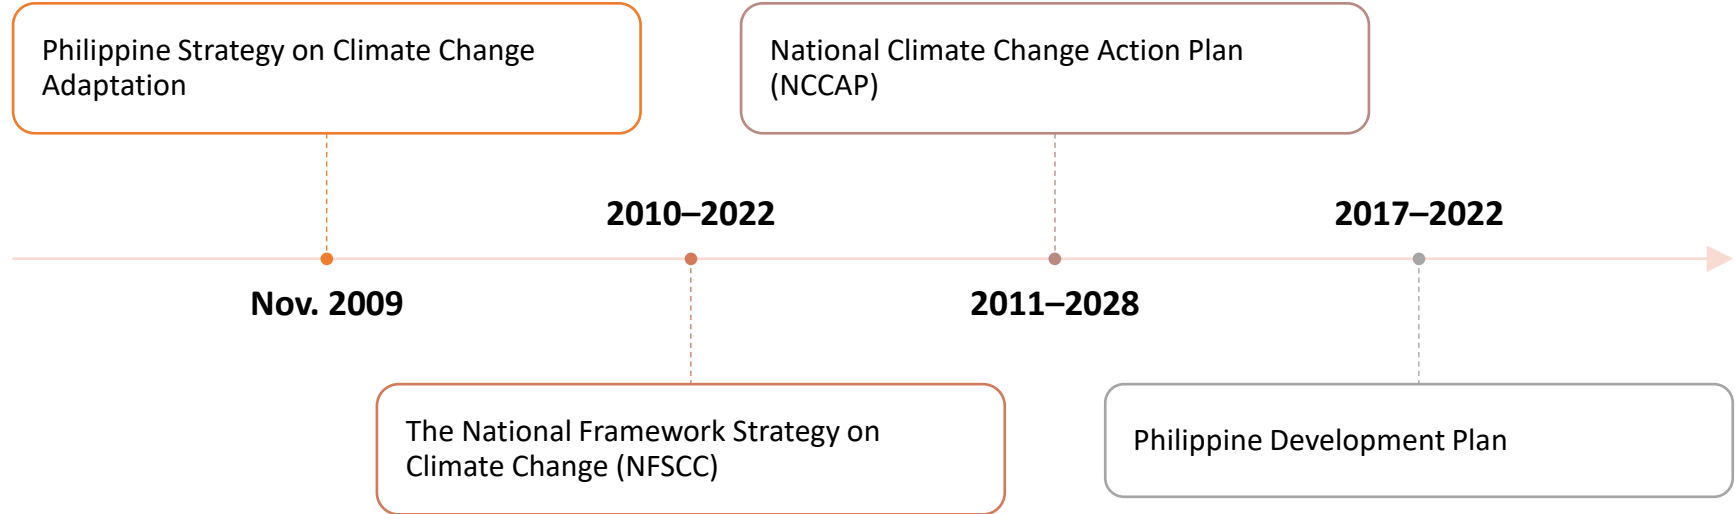 Philippine Strategy on Climate Change
Adaptation
Nov. 2009
2010–2022
The National Framework Strategy on
Climate Change (NFSCC)
National Climate Change Action Plan
(NCCAP)
2011–2028
2017–2022
Philippine Development Plan